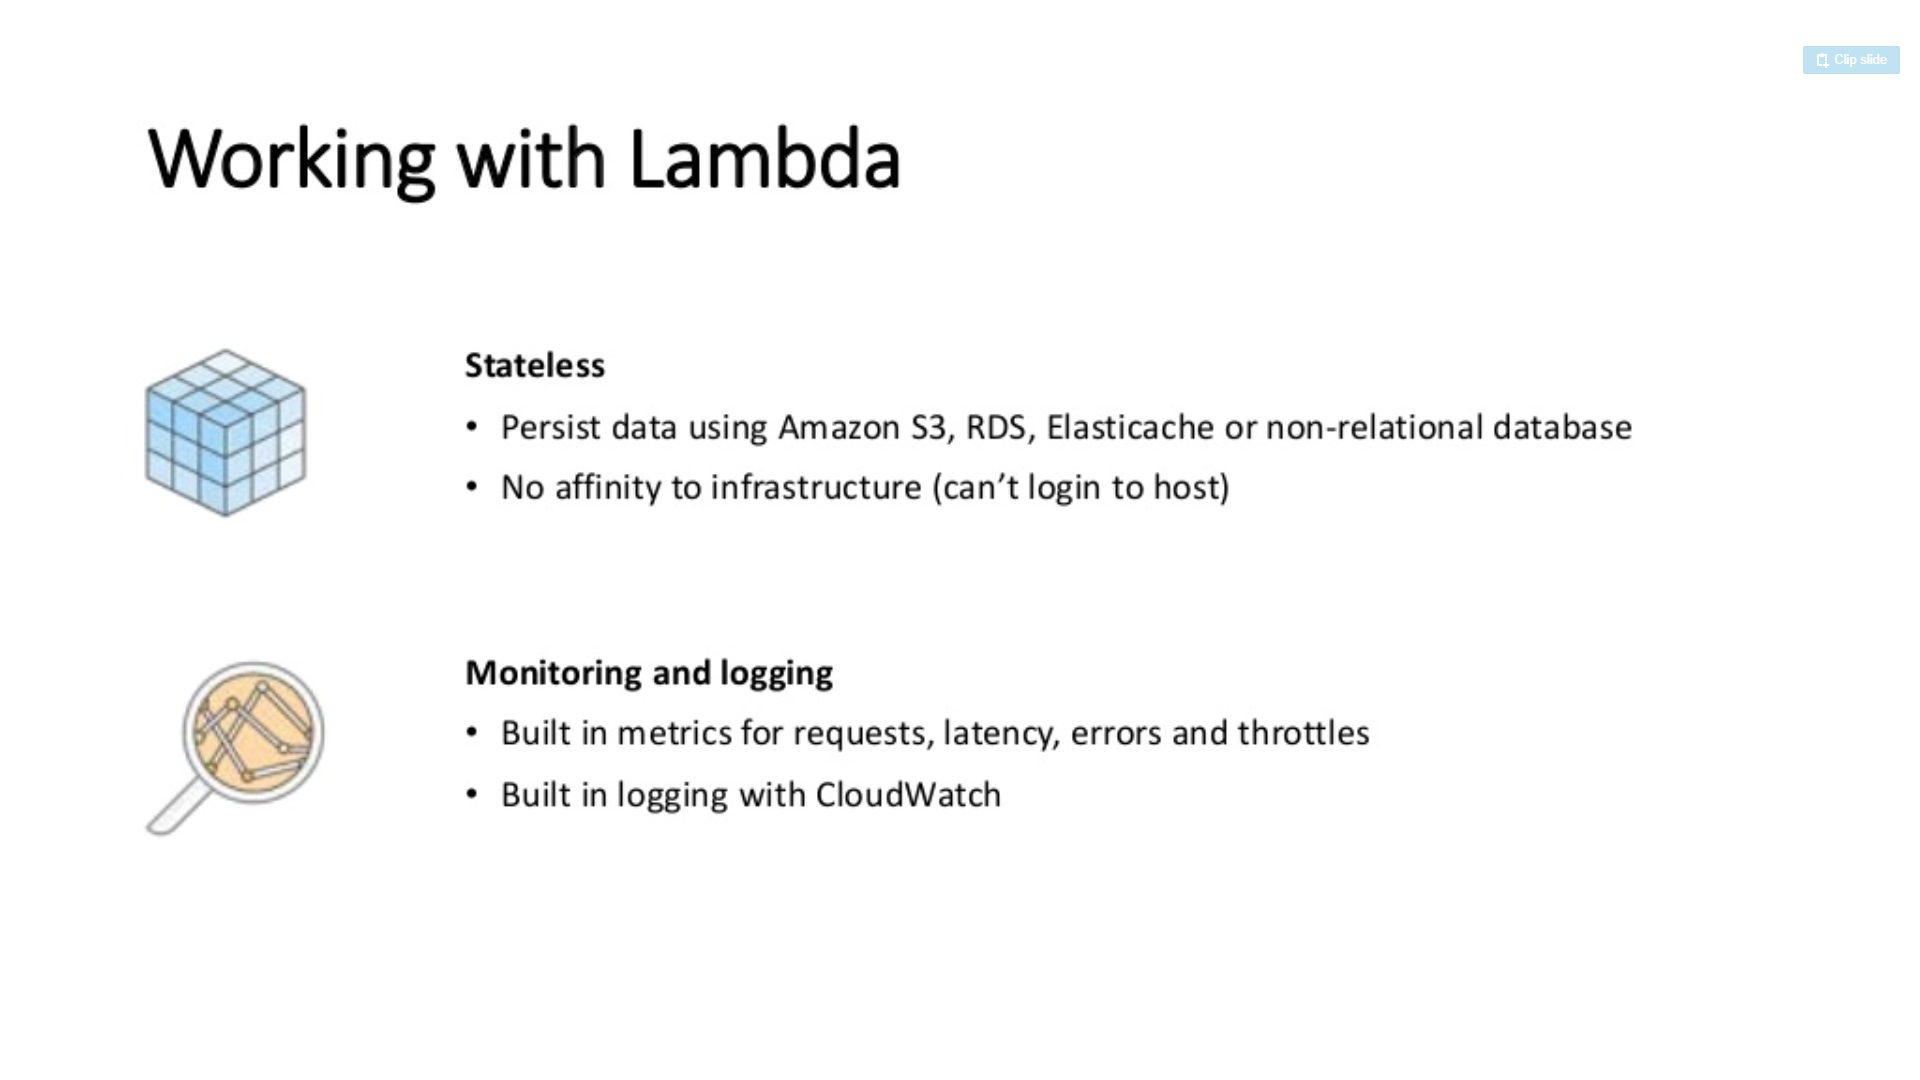 Clip slide
Working with Lambda
Stateless
• Persist data using Amazon S3, RDS, Elasticache or non-relational database
• No affinity to infrastructure (can’t login to host)
Monitoring and logging
• Built in metrics for requests, latency, errors and throttles
• Built in logging with CloudWatch